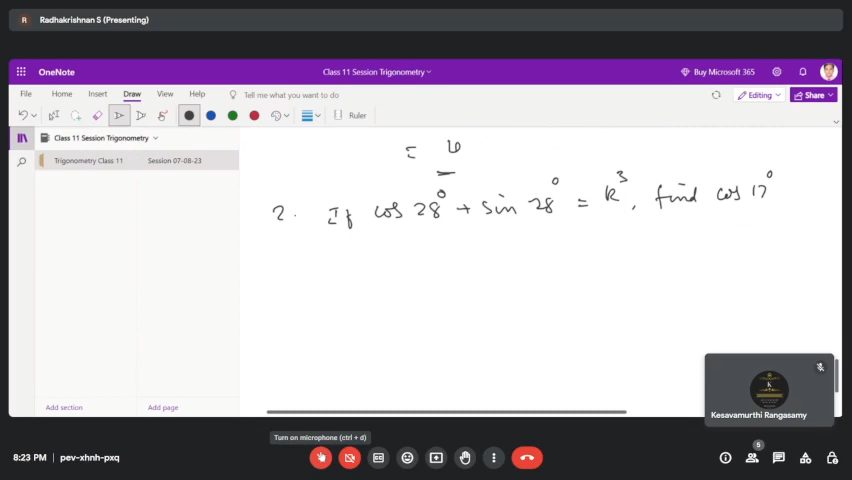 R Radhakrishnan S (Presenting)
OneNote Class 11 Session Trigonometry Buy Microsoft 365
File Home Insert Draw View Help Tell me what you want to do Editing Share
Ruler
Class 11 Session Trigonometry
Trigonometry Class 11 Session 07-08-23
=
2. If cos 28° + sin 28° = k³, find cos 17°
K
Kesavamurthi Rangasamy
Add section Add page
Turn on microphone (ctrl + d)
8:23 PM pev-xhnh-pxq 5